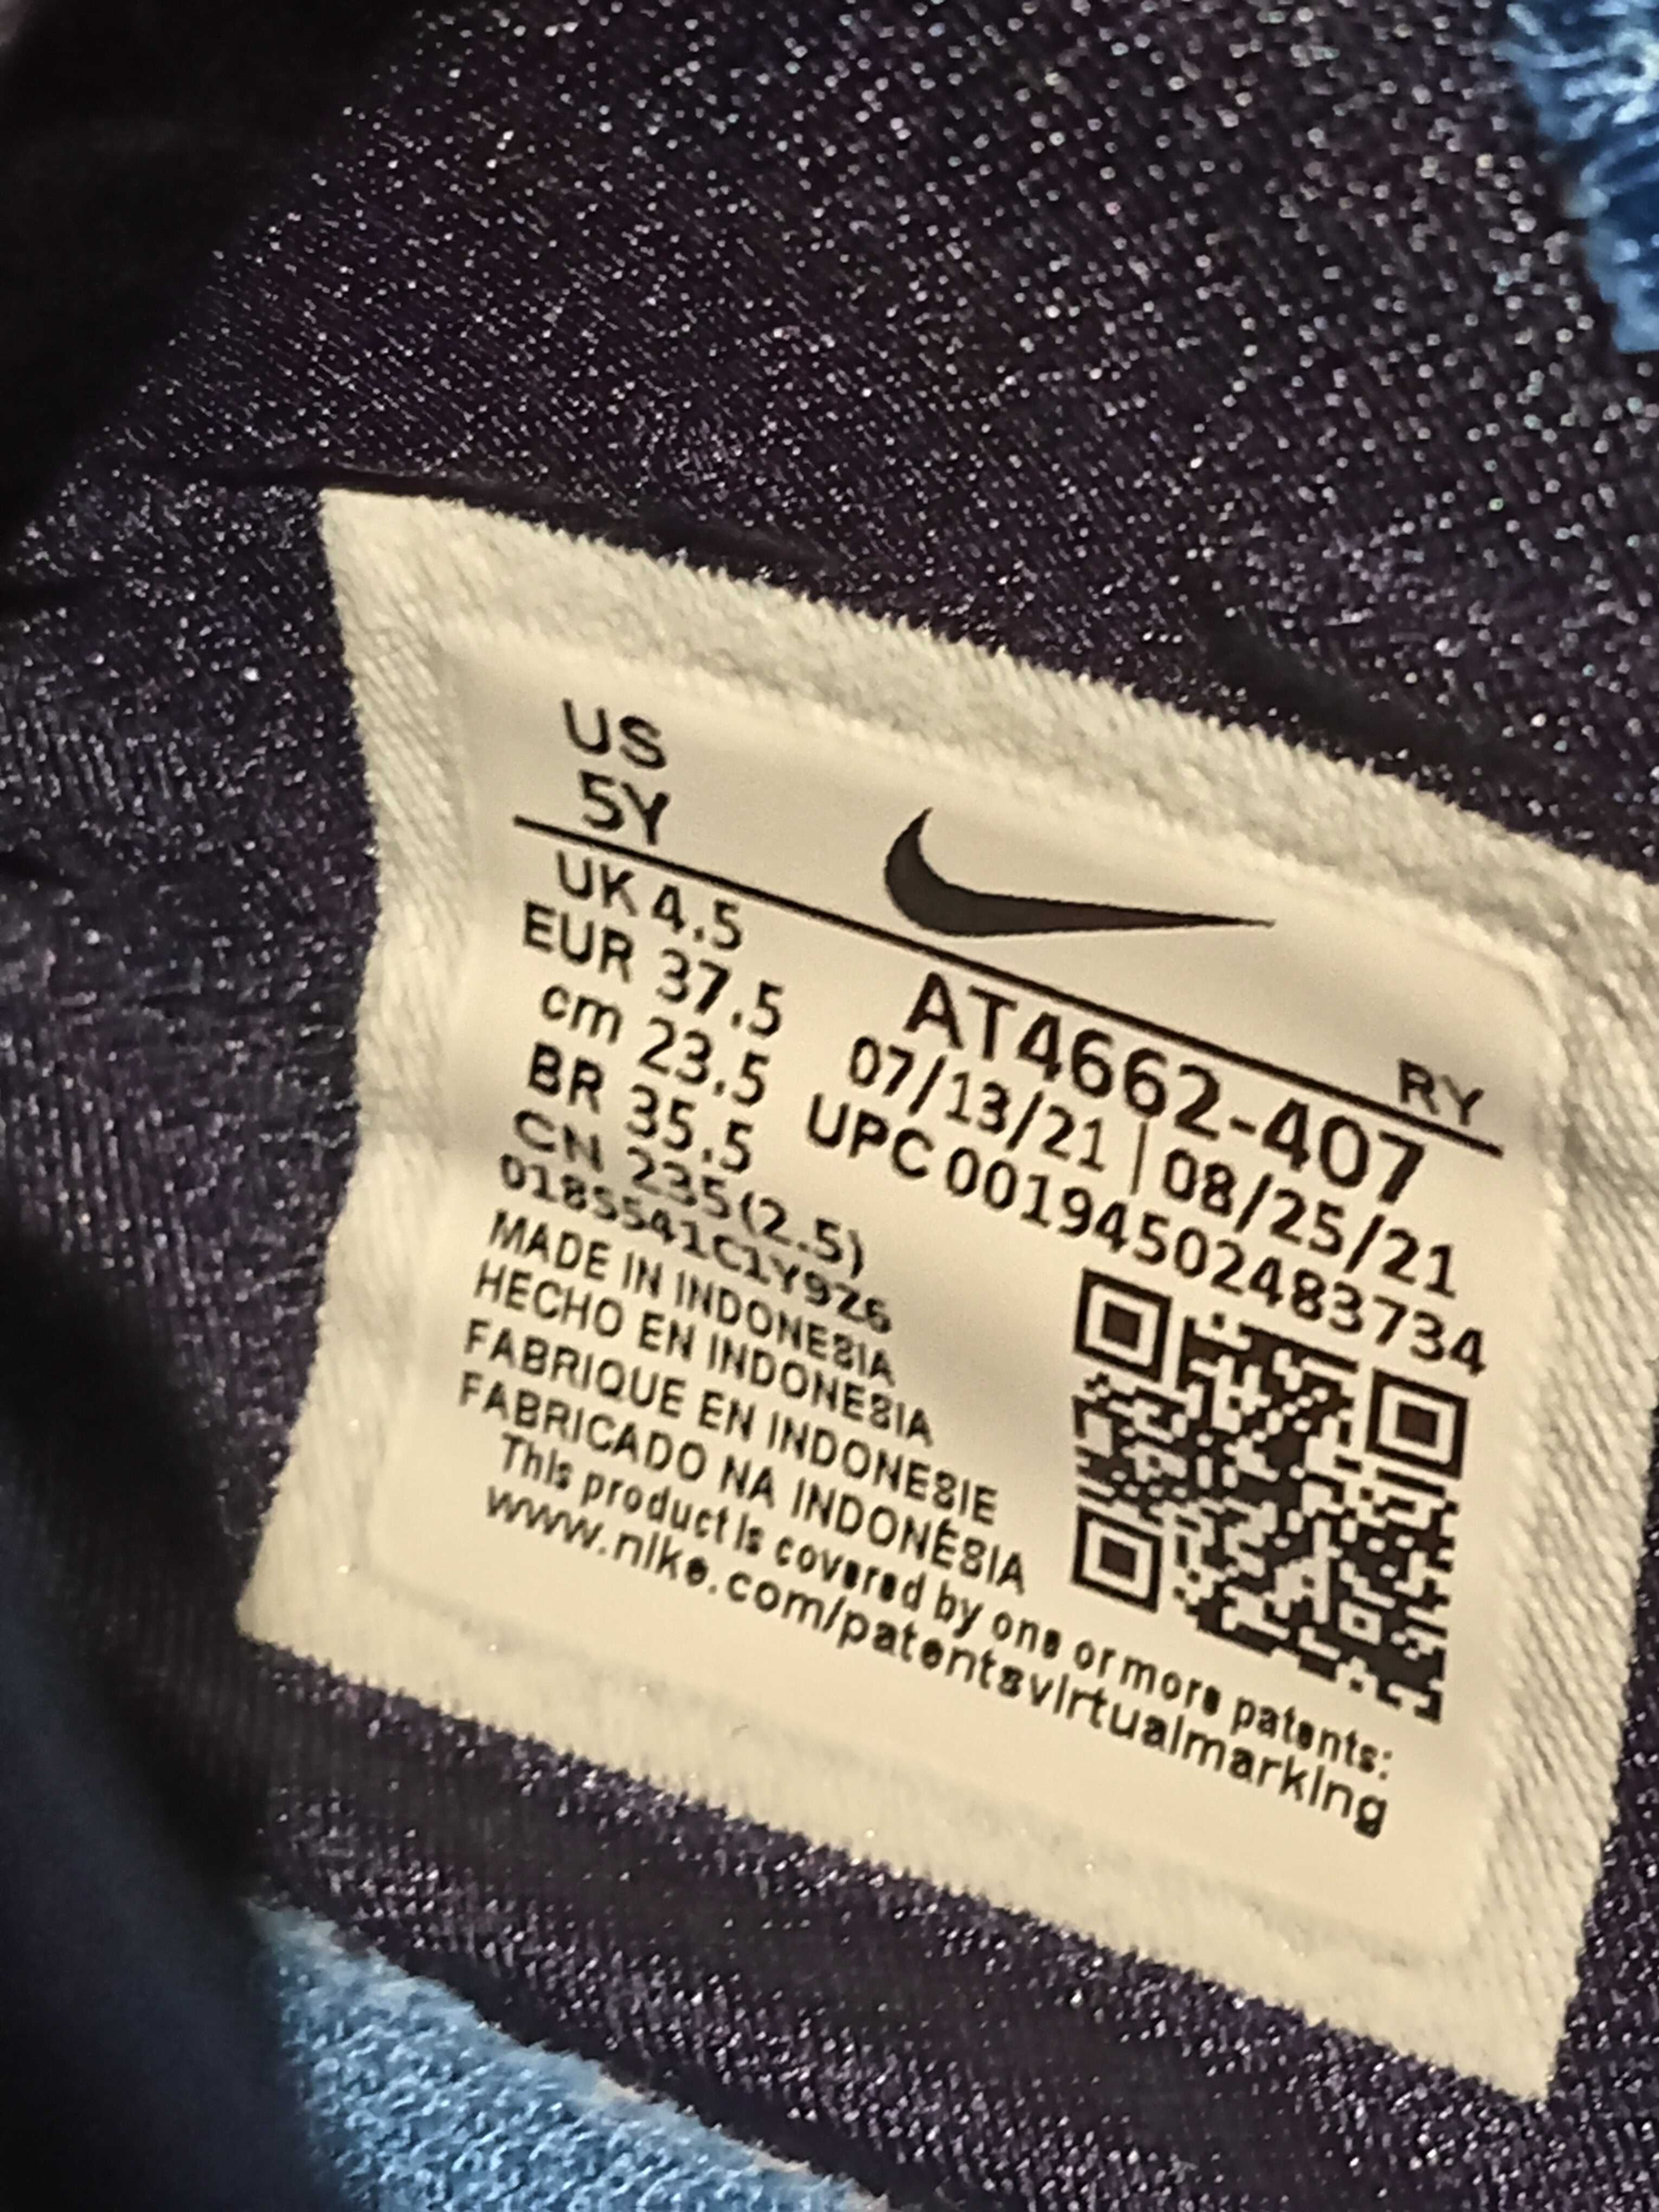 US
5Y
RY
UK 4.5
EUR 37.5
cm 23.5
BR 35.5
CN 235(2.5)
AT4662-407
07/13/21 | 08/25/21
UPC 00194502483734
0185541C1Y9Z6
MADE IN INDONESIA
HECHO EN INDONESIA
FABRIQUE EN INDONESIE
FABRICADO NA INDONÉSIA
This product is covered by one or more patents:
www.nike.com/patentsvirtualmarking